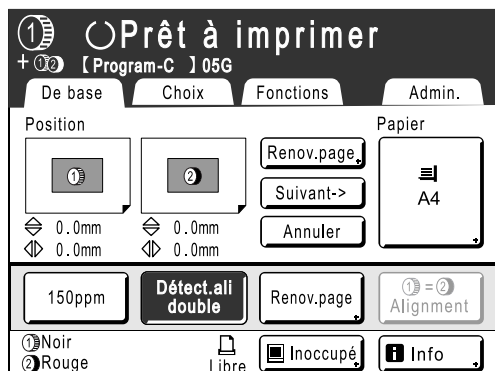 ① Prêt à imprimer
+ ①② 【Program-C 】05G
De base Choix Fonctions Admin.
Position Papier
① ② Renov.page
Suivant-> A4
0.0mm 0.0mm Annuler
0.0mm 0.0mm
150ppm Détect.ali double Renov.page ①=② Alignment
①Noir
②Rouge Libre Inoccupé Info